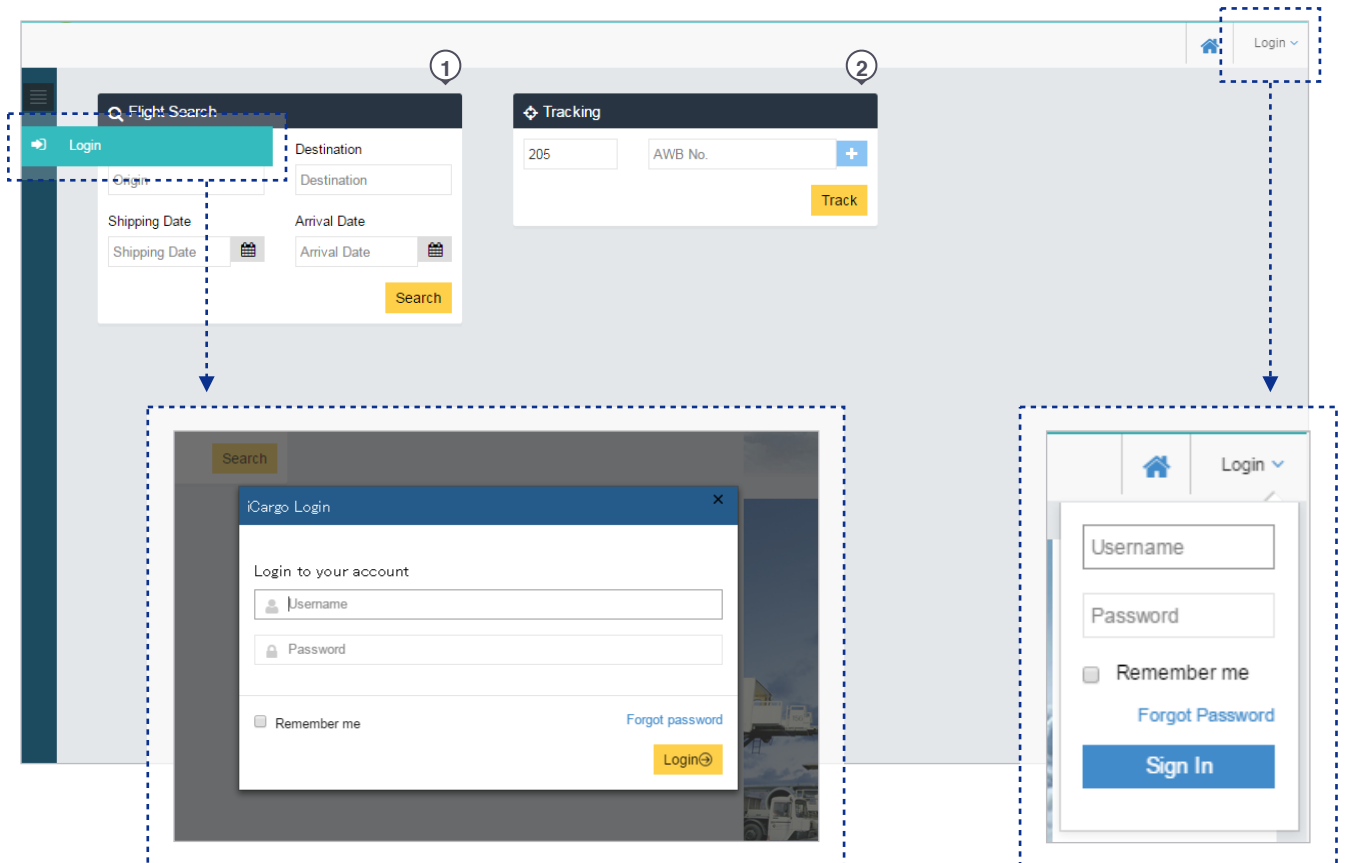 Login
1
2
Flight Search
Login
Destination
Origin
Destination
Shipping Date
Arrival Date
Shipping Date
Arrival Date
Search
Tracking
205
AWB No.
+
Track
Search
iCargo Login
×
Login to your account
Username
Password
Remember me
Forgot password
Login
Login
Username
Password
Remember me
Forgot Password
Sign In